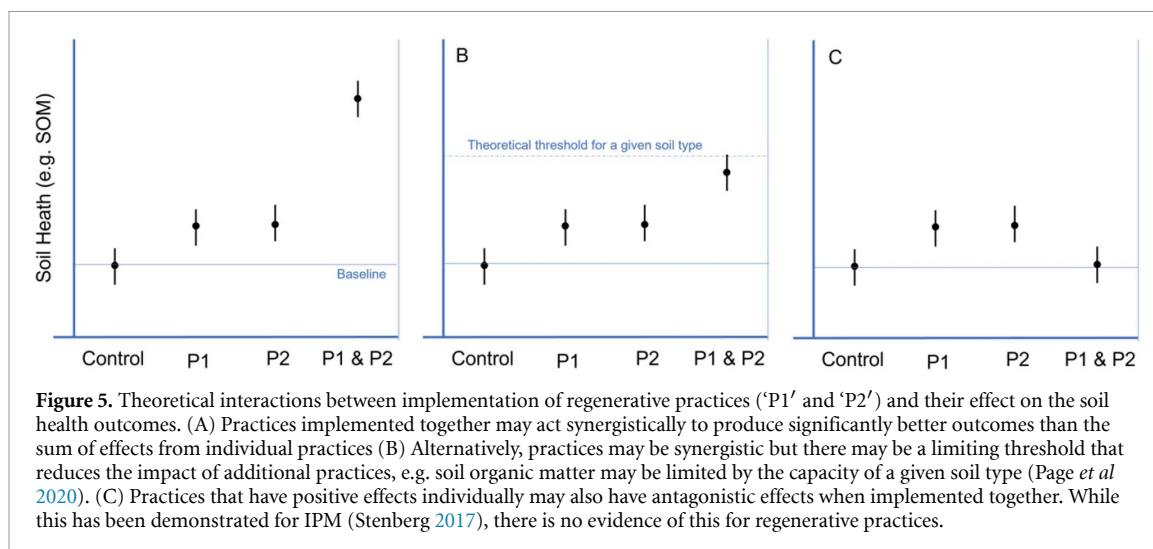 B
C
Soil Heath (e.g. SOM)
Theoretical threshold for a given soil type
Baseline
Control P1 P2 P1 & P2
Control P1 P2 P1 & P2
Control P1 P2 P1 & P2
Figure 5. Theoretical interactions between implementation of regenerative practices (‘P1′ and ‘P2′) and their effect on the soil
health outcomes. (A) Practices implemented together may act synergistically to produce significantly better outcomes than the
sum of effects from individual practices (B) Alternatively, practices may be synergistic but there may be a limiting threshold that
reduces the impact of additional practices, e.g. soil organic matter may be limited by the capacity of a given soil type (Page et al
2020). (C) Practices that have positive effects individually may also have antagonistic effects when implemented together. While
this has been demonstrated for IPM (Stenberg 2017), there is no evidence of this for regenerative practices.